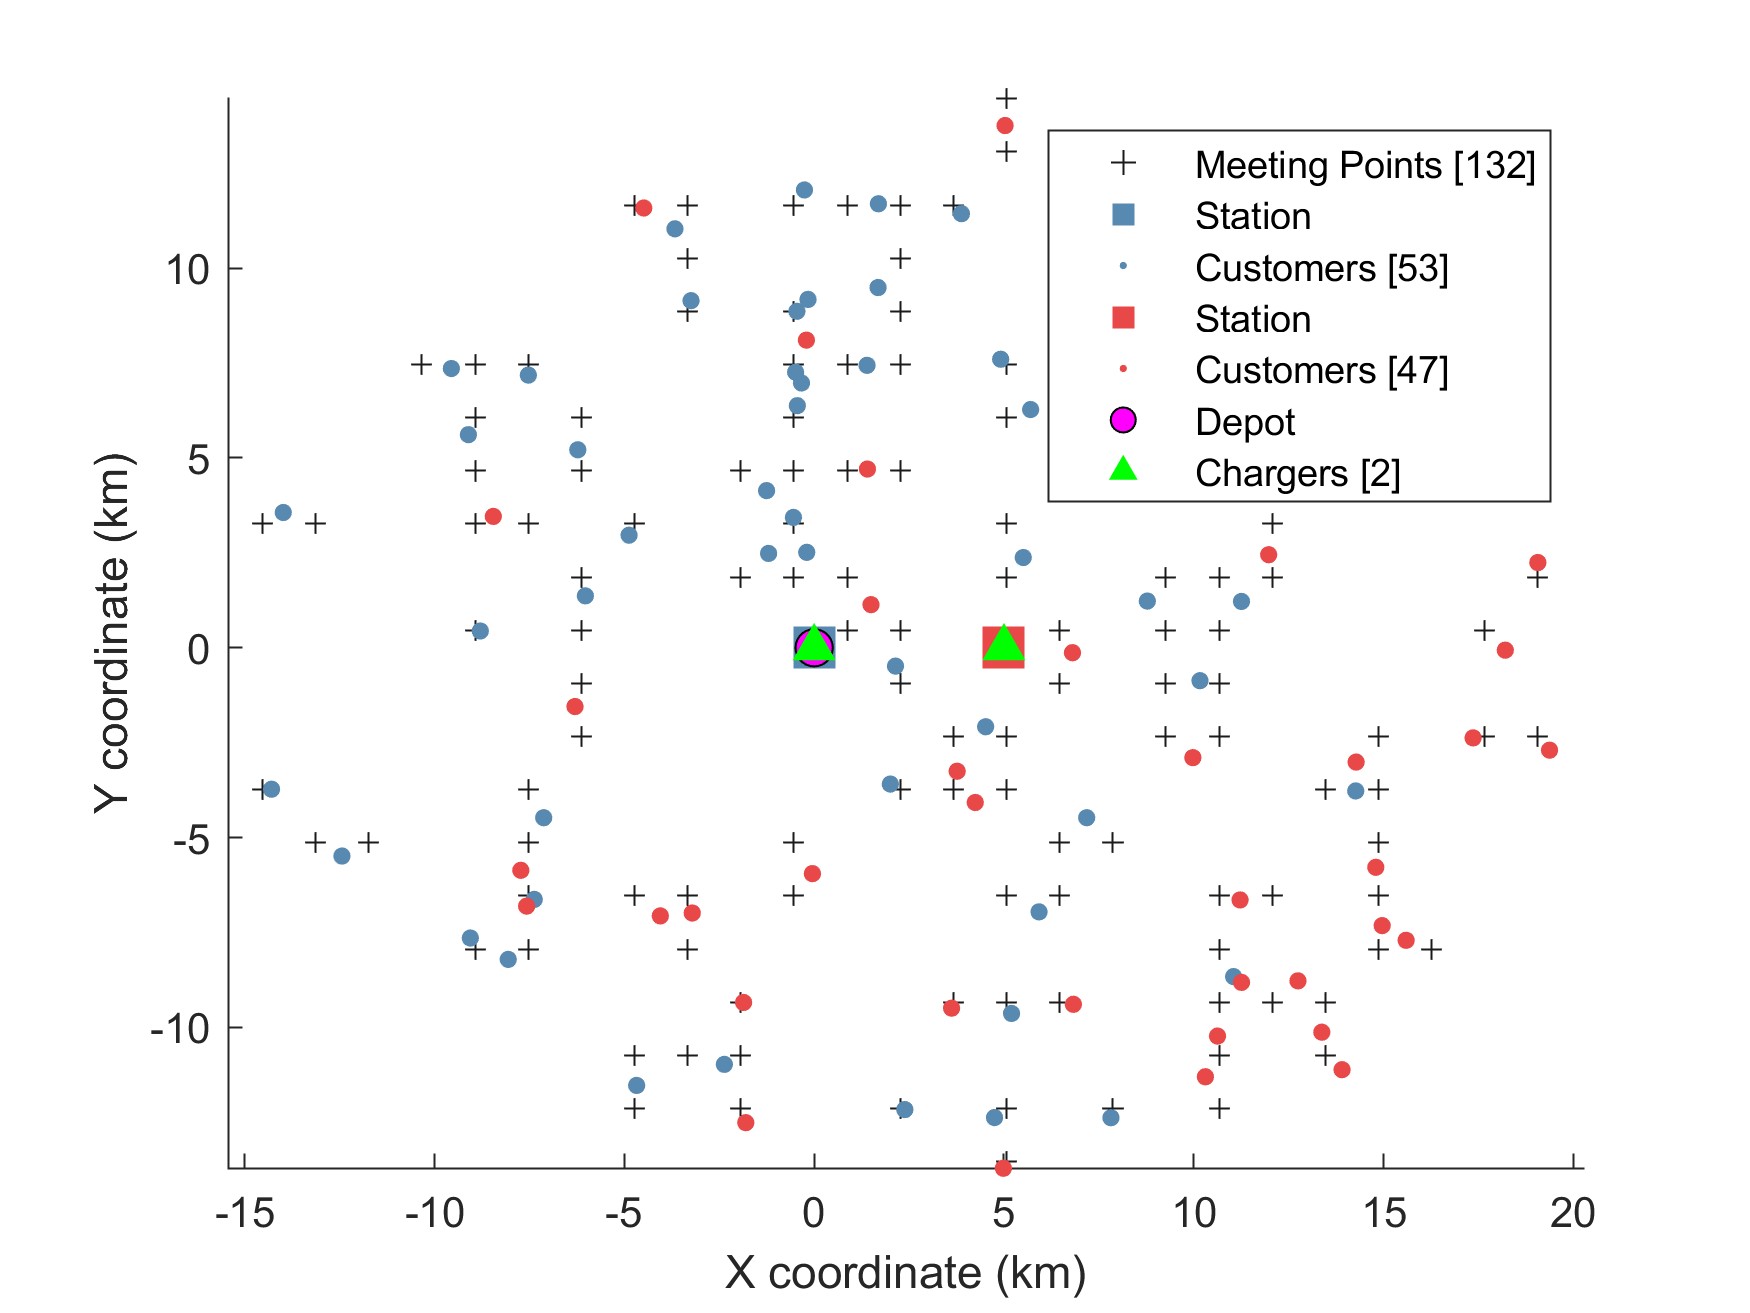 Meeting Points [132]
Station
Customers [53]
Station
Customers [47]
Depot
Chargers [2]
10
5
0
-5
-10
Y coordinate (km)
-15 -10 -5 0 5 10 15 20
X coordinate (km)